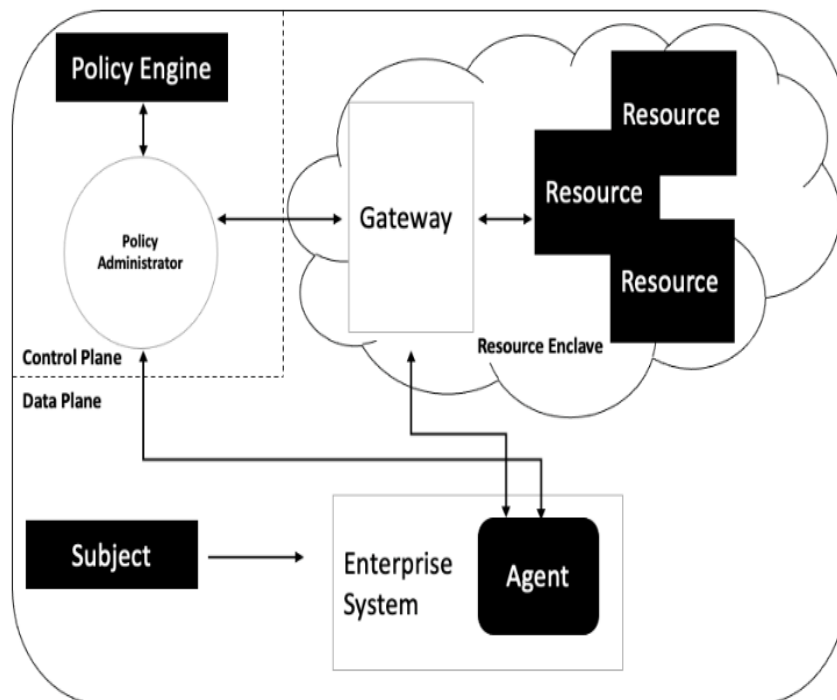 Policy Engine
Policy
Administrator
Control Plane
Data Plane
Gateway
Resource
Resource
Resource
Resource Enclave
Subject
Enterprise
System
Agent